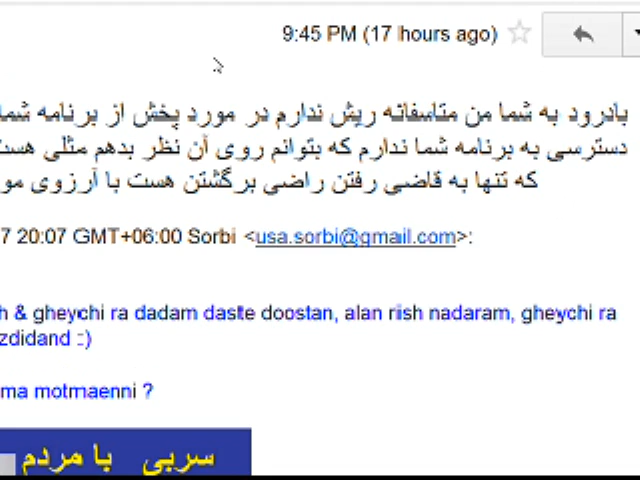 9:45 PM (17 hours ago)
بادرود به شما من متاسفانه ریش ندارم در مورد پخش از برنامه شما
دسترسی به برنامه شما ندارم که بتوانم روی آن نظر بدهم مثلی هست
که تنها به قاضی رفتن راضی برگشتن هست با آرزوی
7 20:07 GMT+06:00 Sorbi <usa.sorbi@gmail.com>:
h & gheychi ra dadam daste doostan, alan riish nadaram, gheychi ra
zdidand ::)
ma motmaenni ?
سربی با مردم